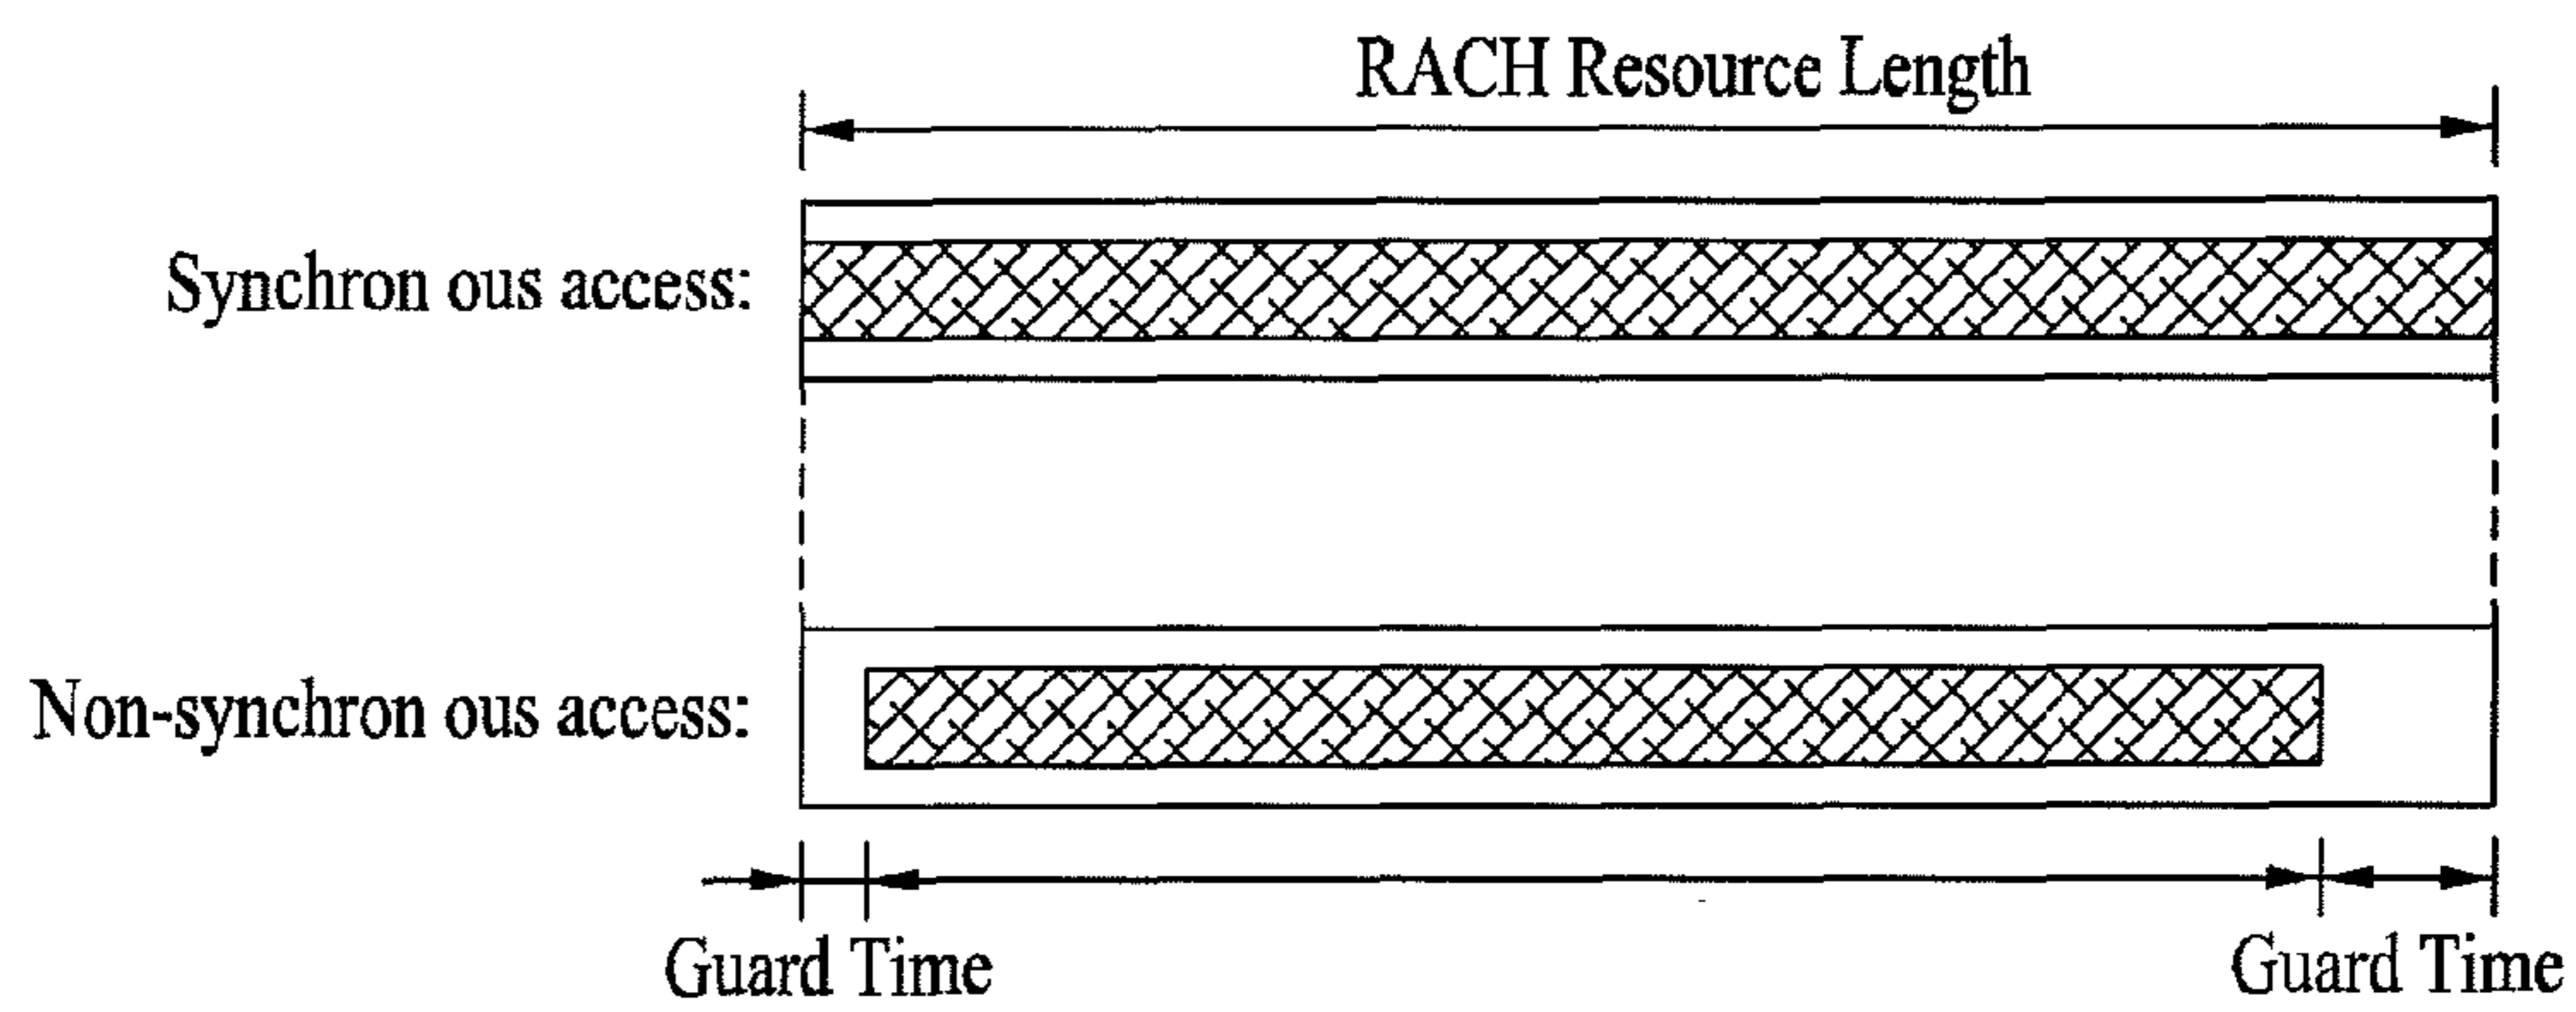 RACH Resource Length
Synchron ous access:
Non-synchron ous access:
Guard Time
Guard Time